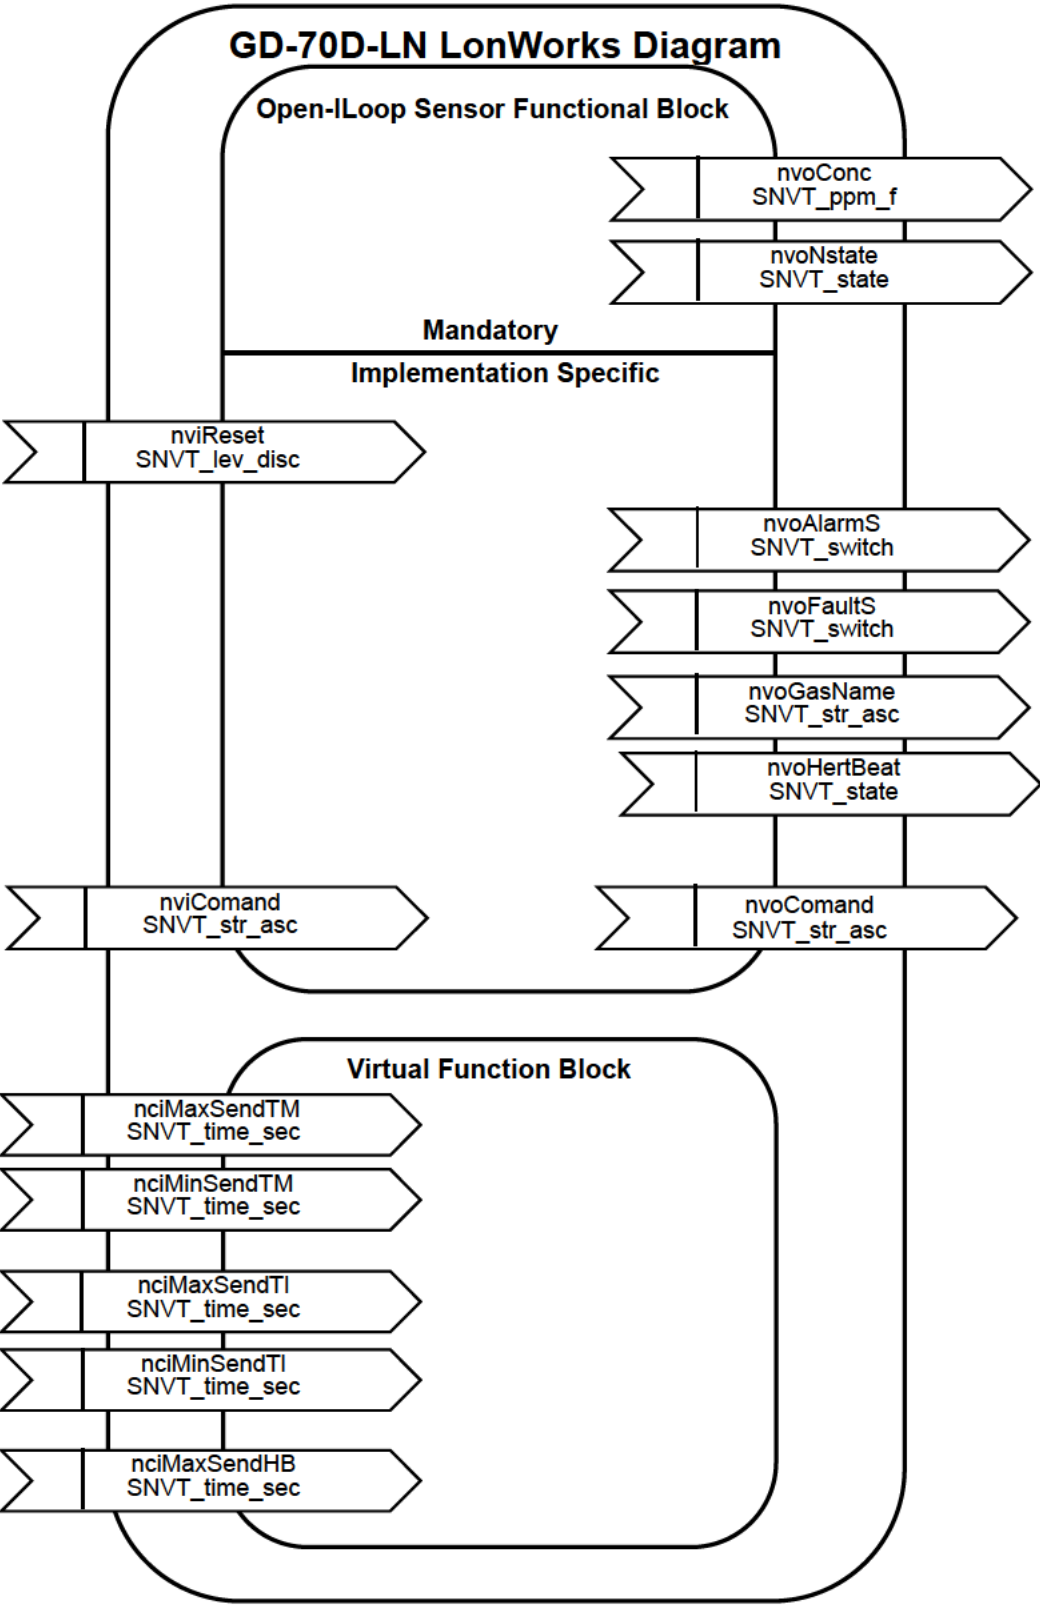 GD-70D-LN LonWorks Diagram
Open-lLoop Sensor Functional Block
nvoConc
SNVT_ppm_f
nvoNstate
SNVT_state
Mandatory
Implementation Specific
nviReset
SNVT_lev_disc
nvoAlarmS
SNVT_switch
nvoFaultS
SNVT_switch
nvoGasName
SNVT_str_asc
nvoHertBeat
SNVT_state
nviComand
SNVT_str_asc
nvoComand
SNVT_str_asc
Virtual Function Block
nciMaxSendTM
SNVT_time_sec
nciMinSendTM
SNVT_time_sec
nciMaxSendTI
SNVT_time_sec
nciMinSendTI
SNVT_time_sec
nciMaxSendHB
SNVT_time_sec